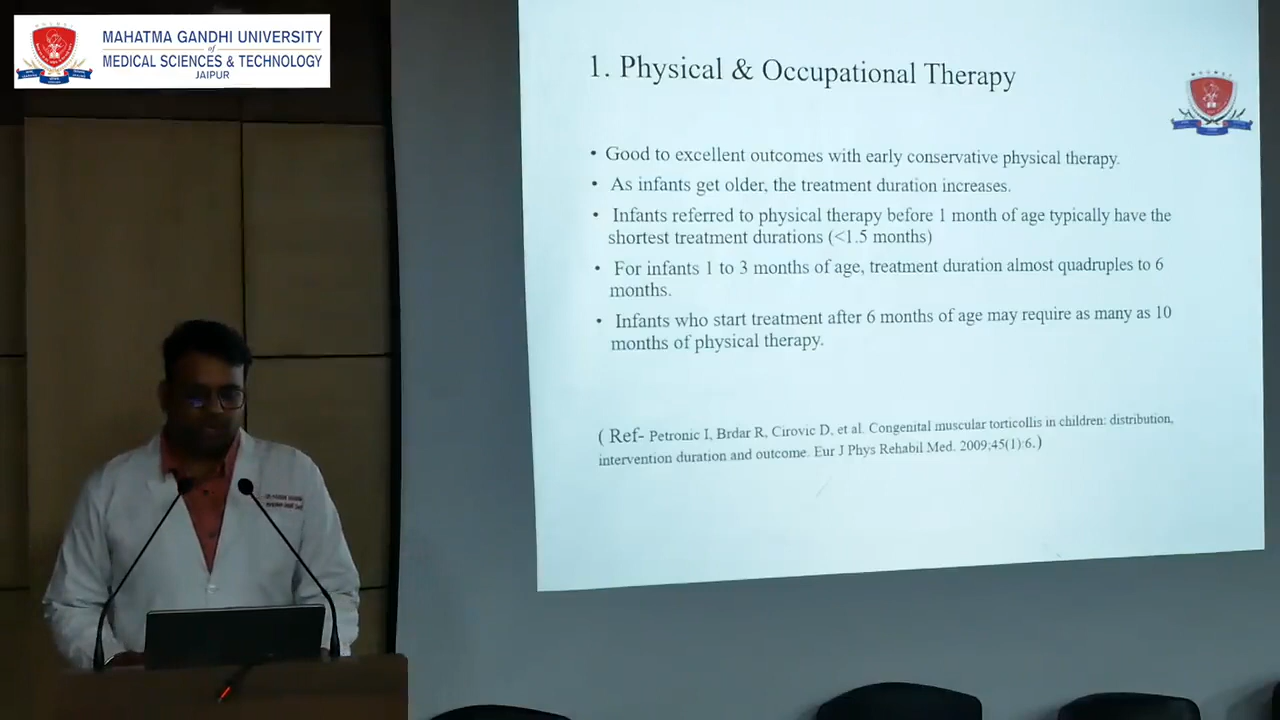 MAHATMA GANDHI UNIVERSITY
of
MEDICAL SCIENCES & TECHNOLOGY
JAIPUR
1. Physical & Occupational Therapy
• Good to excellent outcomes with early conservative physical therapy.
• As infants get older, the treatment duration increases.
• Infants referred to physical therapy before 1 month of age typically have the
shortest treatment durations (<1.5 months)
• For infants 1 to 3 months of age, treatment duration almost quadruples to 6
months.
• Infants who start treatment after 6 months of age may require as many as 10
months of physical therapy.
( Ref- Petronic I, Brdar R, Cirovic D, et al. Congenital muscular torticollis in children: distribution,
intervention duration and outcome. Eur J Phys Rehabil Med. 2009;45(1):6.)